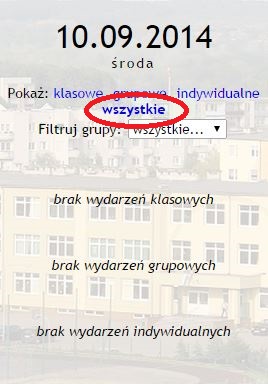 10.09.2014
środa
Pokaż: klasowe grupowe indywidualne
wszystkie
Filtruj grupy: wszystkie...
brak wydarzeń klasowych
brak wydarzeń grupowych
brak wydarzeń indywidualnych